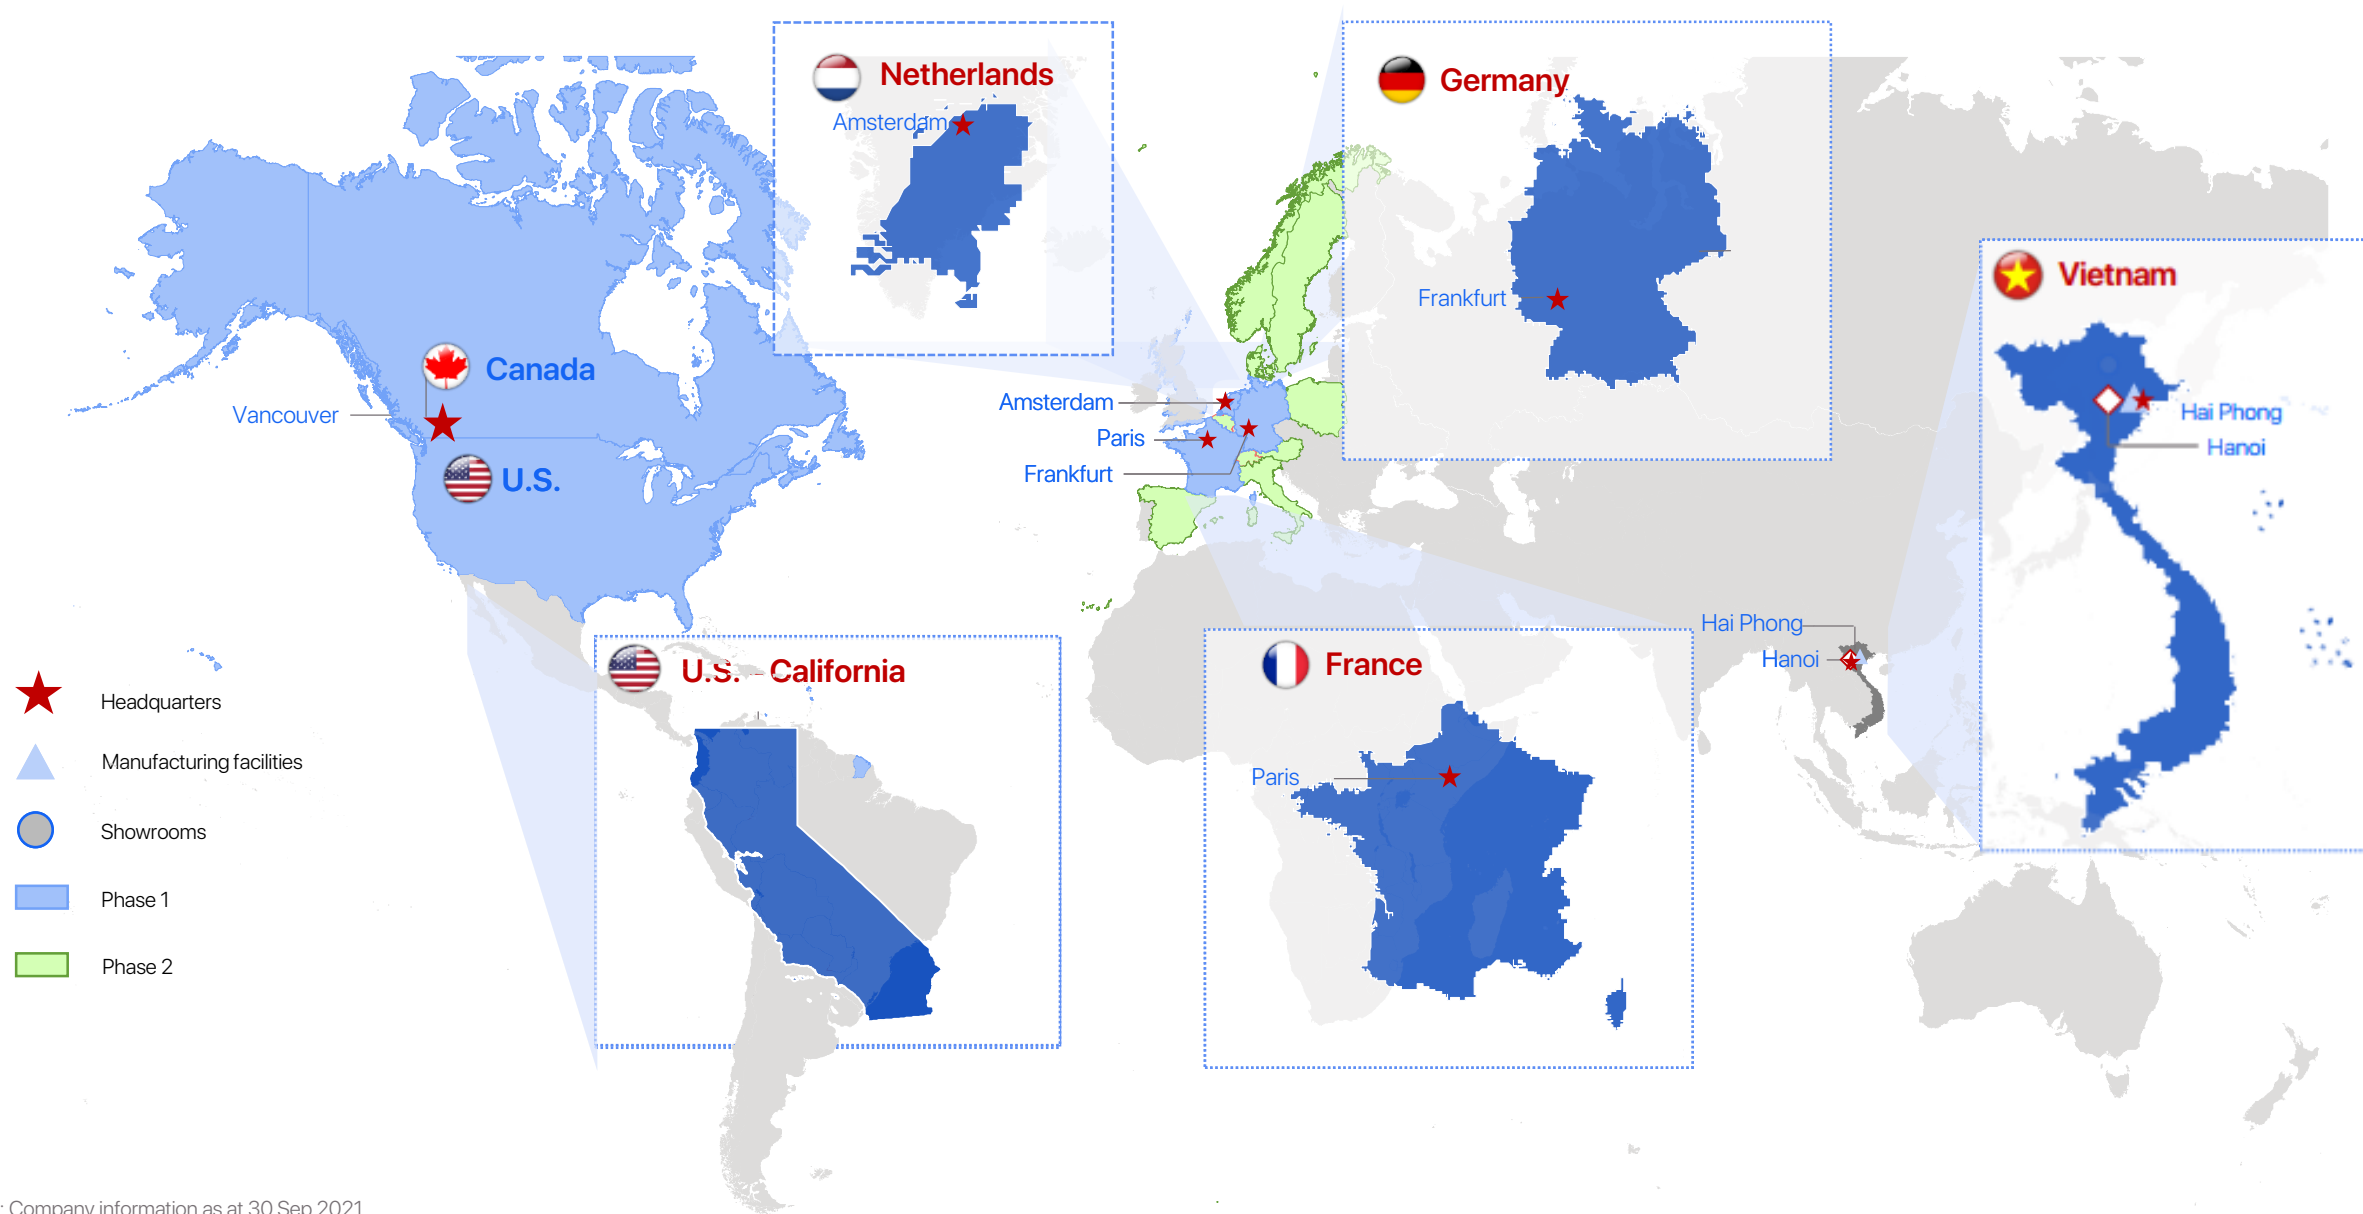 Netherlands
Amsterdam
Germany
Frankfurt
Vietnam
Hai Phong
Hanoi
Canada
Vancouver
U.S.
Amsterdam
Paris
Frankfurt
Hai Phong
Hanoi
U.S. – California
France
Paris
Headquarters
Manufacturing facilities
Showrooms
Phase 1
Phase 2
: Company information as at 30 Sep 2021